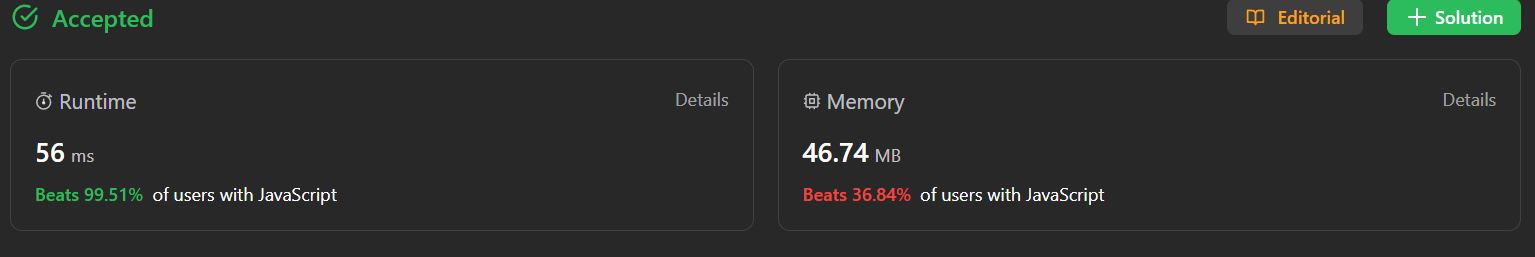 Accepted
Editorial
Solution
Runtime
Details
56 ms
Beats 99.51% of users with JavaScript
Memory
Details
46.74 MB
Beats 36.84% of users with JavaScript